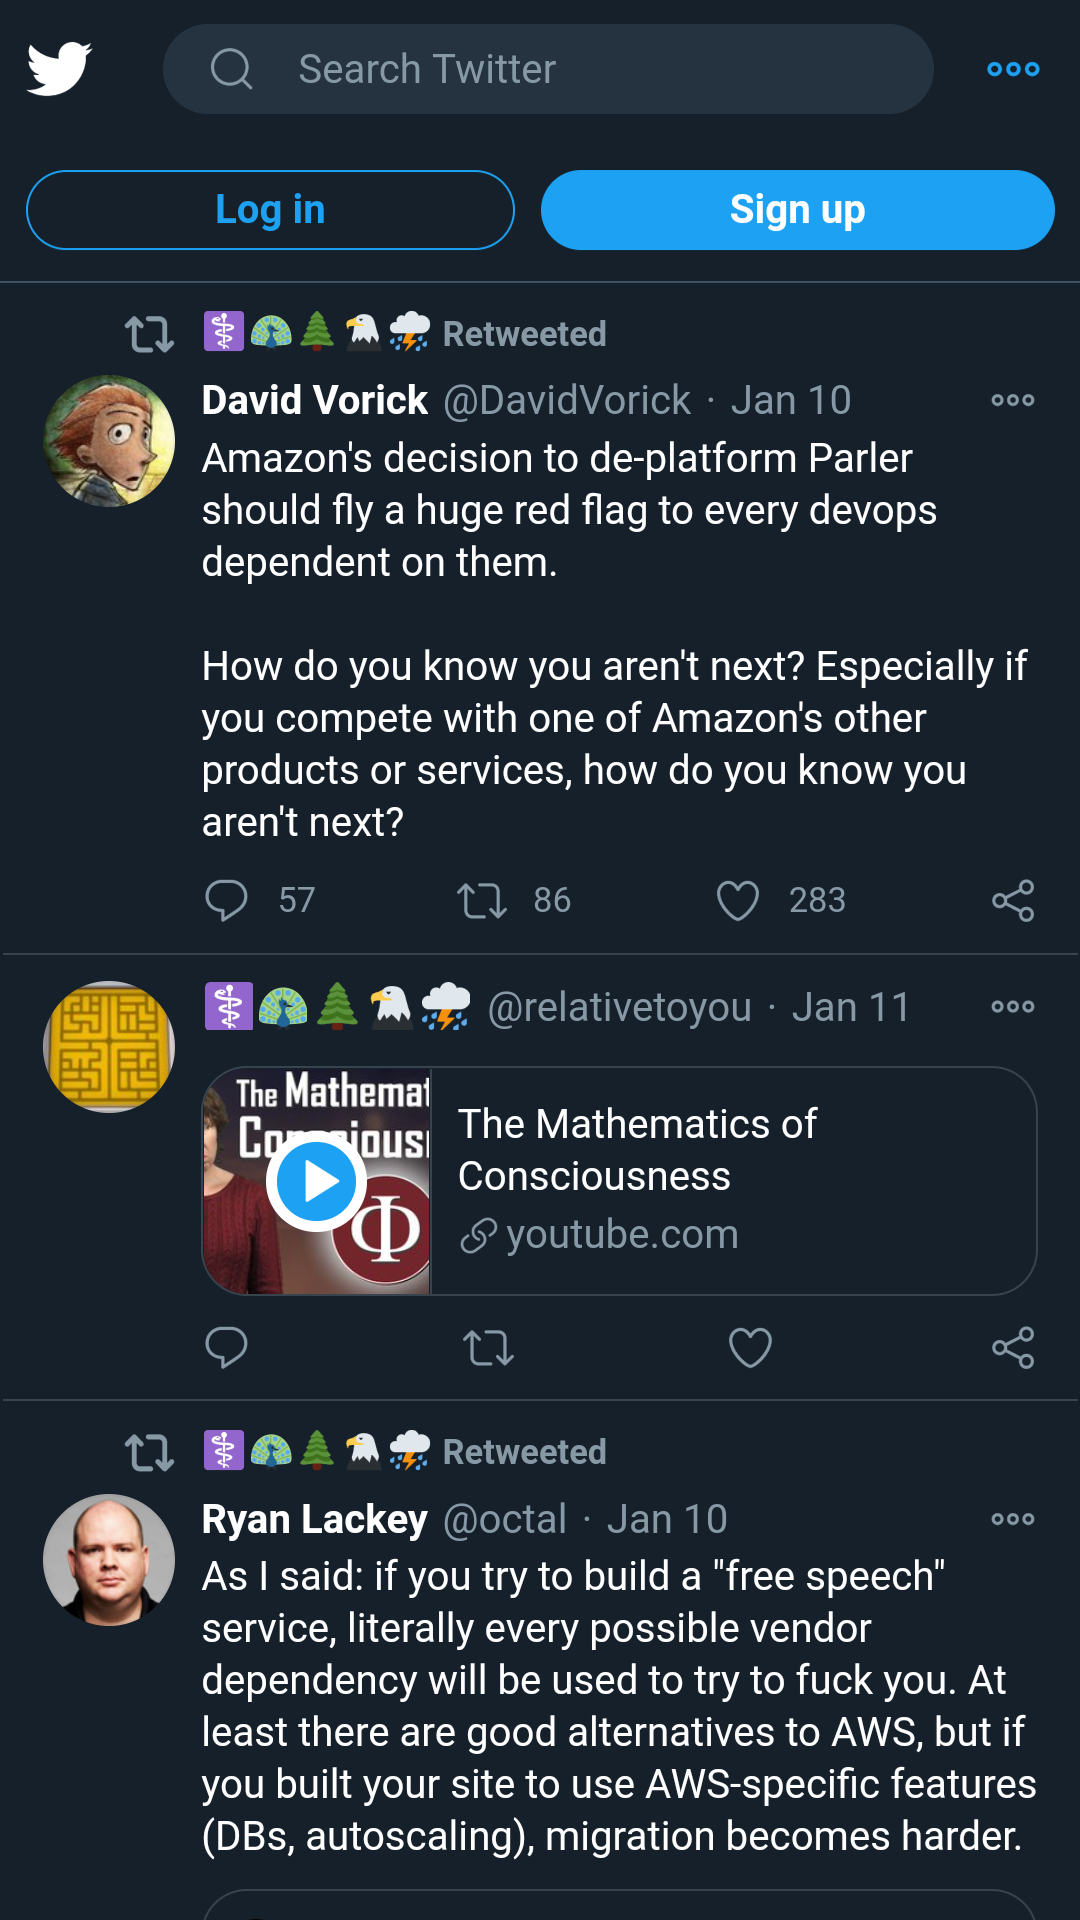 Search Twitter
Log in
Sign up
Retweeted
David Vorick @DavidVorick · Jan 10
Amazon's decision to de-platform Parler
should fly a huge red flag to every devops
dependent on them.
How do you know you aren't next? Especially if
you compete with one of Amazon's other
products or services, how do you know you
aren't next?
57 86 283
@relativetoyou · Jan 11
The Mathemat
The Mathematics of
Consciousness
youtube.com
Φ
Retweeted
Ryan Lackey @octal · Jan 10
As I said: if you try to build a "free speech"
service, literally every possible vendor
dependency will be used to try to fuck you. At
least there are good alternatives to AWS, but if
you built your site to use AWS-specific features
(DBs, autoscaling), migration becomes harder.